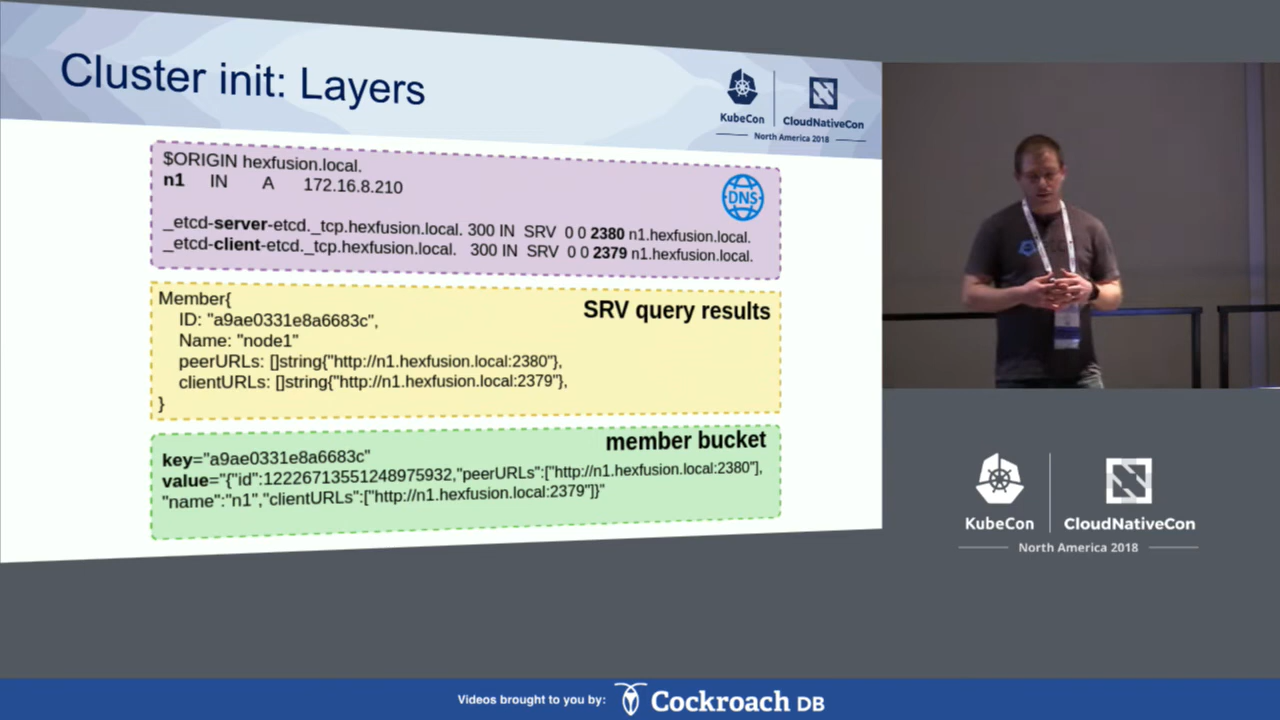 Cluster init: Layers
KubeCon
CloudNativeCon
North America 2018
$ORIGIN hexfusion.local.
n1 IN A 172.16.8.210
DNS
_etcd-server-etcd._tcp.hexfusion.local. 300 IN SRV 0 0 2380 n1.hexfusion.local.
_etcd-client-etcd._tcp.hexfusion.local. 300 IN SRV 0 0 2379 n1.hexfusion.local.
SRV query results
Member{
ID: "a9ae0331e8a6683c",
Name: "node1"
peerURLs: []string{"http://n1.hexfusion.local:2380"},
clientURLs: []string{"http://n1.hexfusion.local:2379"},
}
member bucket
key="a9ae0331e8a6683c"
value="{"id":12226713551248975932,"peerURLs":["http://n1.hexfusion.local:2380"],
"name":"n1","clientURLs":["http://n1.hexfusion.local:2379"]}"
KubeCon
CloudNativeCon
North America 2018
Videos brought to you by: Cockroach DB